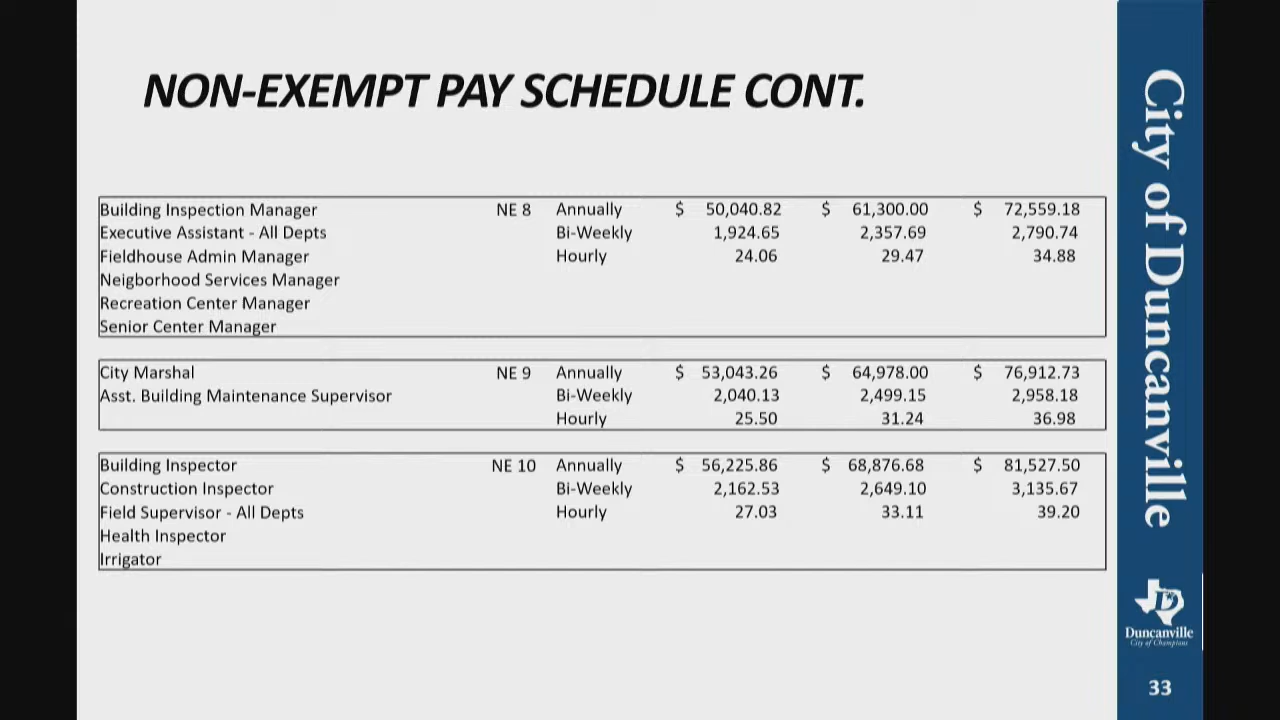 NON-EXEMPT PAY SCHEDULE CONT.
Building Inspection Manager NE 8 Annually $ 50,040.82 $ 61,300.00 $ 72,559.18
Executive Assistant - All Depts Bi-Weekly 1,924.65 2,357.69 2,790.74
Fieldhouse Admin Manager Hourly 24.06 29.47 34.88
Neigborhood Services Manager
Recreation Center Manager
Senior Center Manager
City Marshal NE 9 Annually $ 53,043.26 $ 64,978.00 $ 76,912.73
Asst. Building Maintenance Supervisor Bi-Weekly 2,040.13 2,499.15 2,958.18
Hourly 25.50 31.24 36.98
Building Inspector NE 10 Annually $ 56,225.86 $ 68,876.68 $ 81,527.50
Construction Inspector Bi-Weekly 2,162.53 2,649.10 3,135.67
Field Supervisor - All Depts Hourly 27.03 33.11 39.20
Health Inspector
Irrigator
City of Duncanville
D
Duncanville
City of Champions
33